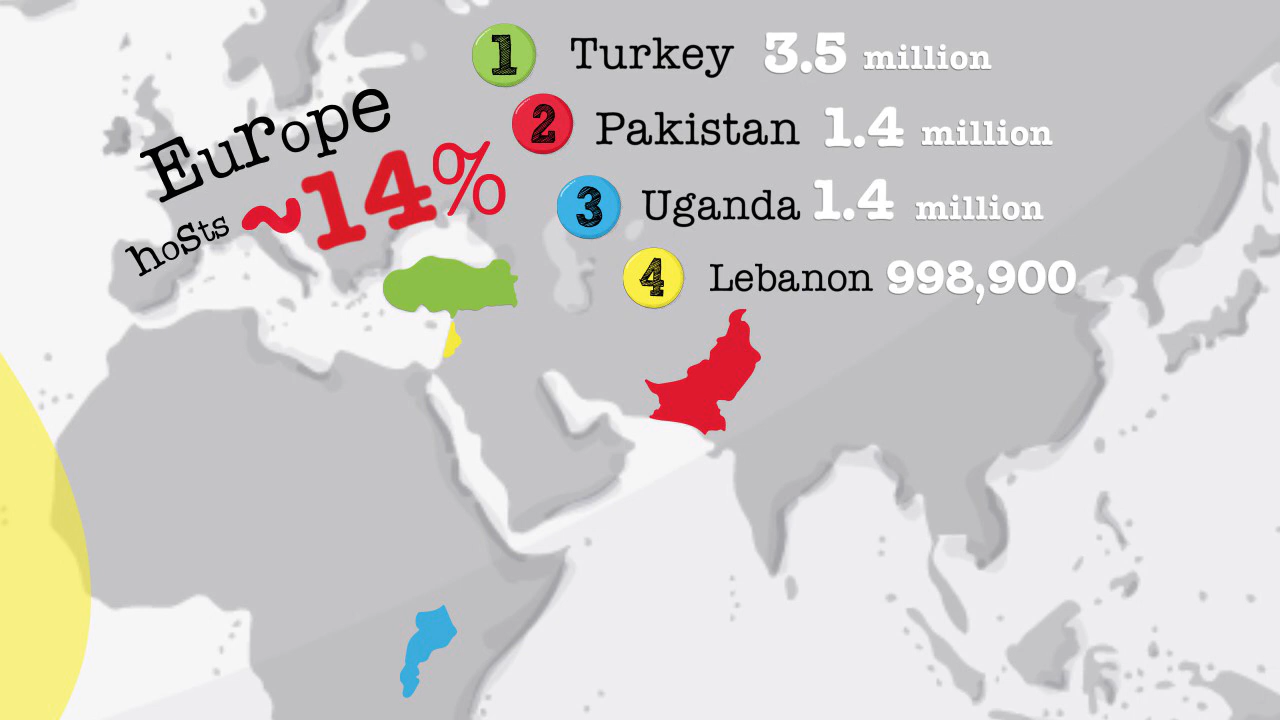 1 Turkey 3.5 million
2 Pakistan 1.4 million
3 Uganda 1.4 million
4 Lebanon 998,900
Europe
hosts ~14%